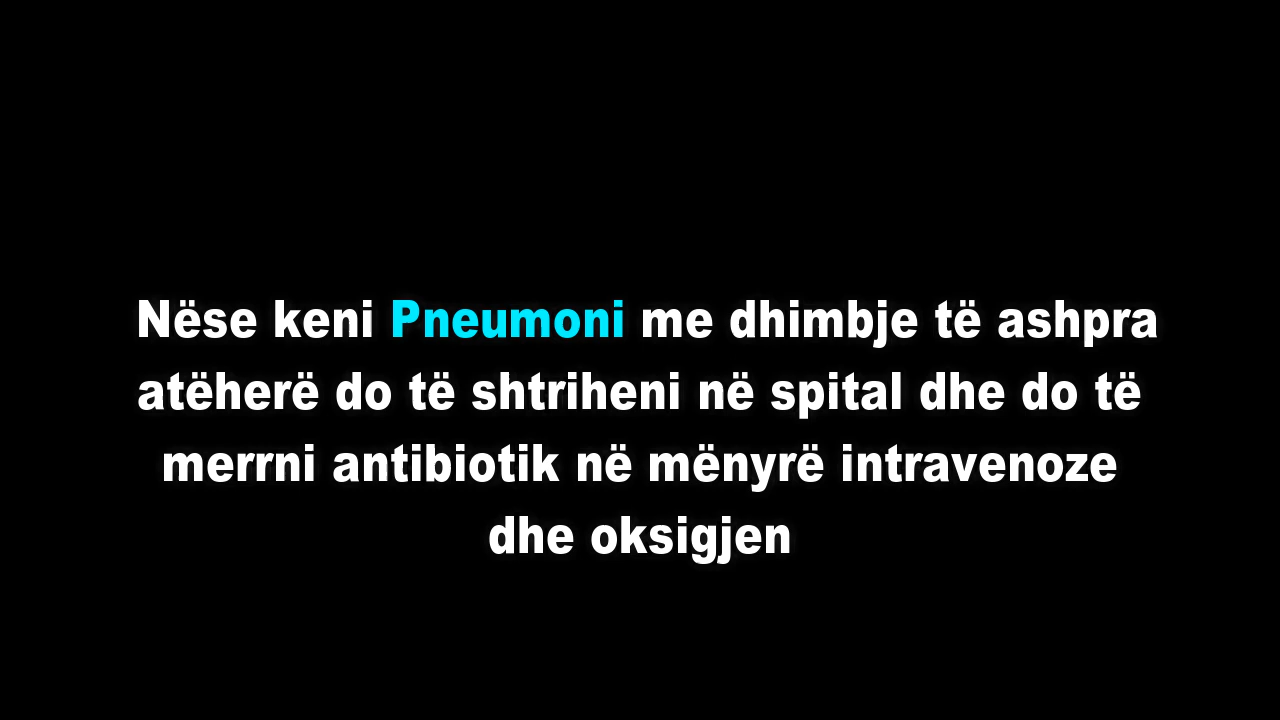 Nëse keni Pneumoni me dhimbje të ashpra
atëherë do të shtriheni në spital dhe do të
merrni antibiotik në mënyrë intravenoze
dhe oksigjen